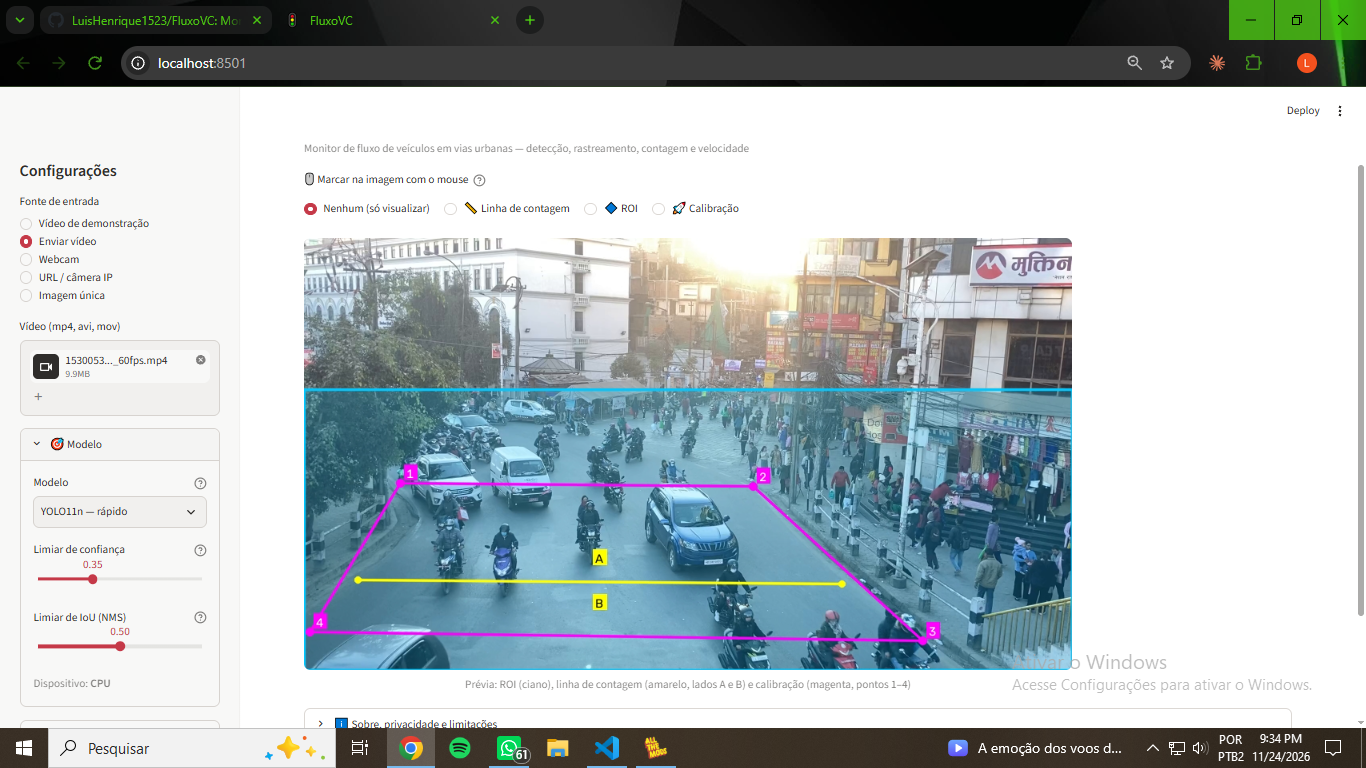 LuisHenrique1523/FluxoVC: Mo
FluxoVC
localhost:8501
L
Deploy
Configurações
Fonte de entrada
Vídeo de demonstração
Enviar vídeo
Webcam
URL / câmera IP
Imagem única
Vídeo (mp4, avi, mov)
1530053..._60fps.mp4
9.9MB
+
Modelo
Modelo
YOLO11n — rápido
Limiar de confiança
0.35
Limiar de IoU (NMS)
0.50
Dispositivo: CPU
Monitor de fluxo de veículos em vias urbanas — detecção, rastreamento, contagem e velocidade
Marcar na imagem com o mouse
Nenhum (só visualizar) Linha de contagem ROI Calibração
मुक्तिन
1
2
A
B
4
3
Prévia: ROI (ciano), linha de contagem (amarelo, lados A e B) e calibração (magenta, pontos 1–4)
Sobre, privacidade e limitações
Ativar o Windows
Acesse Configurações para ativar o Windows.
Pesquisar
61
ALL THE MODS
A emoção dos voos d...
POR
PTB2
9:34 PM
11/24/2026